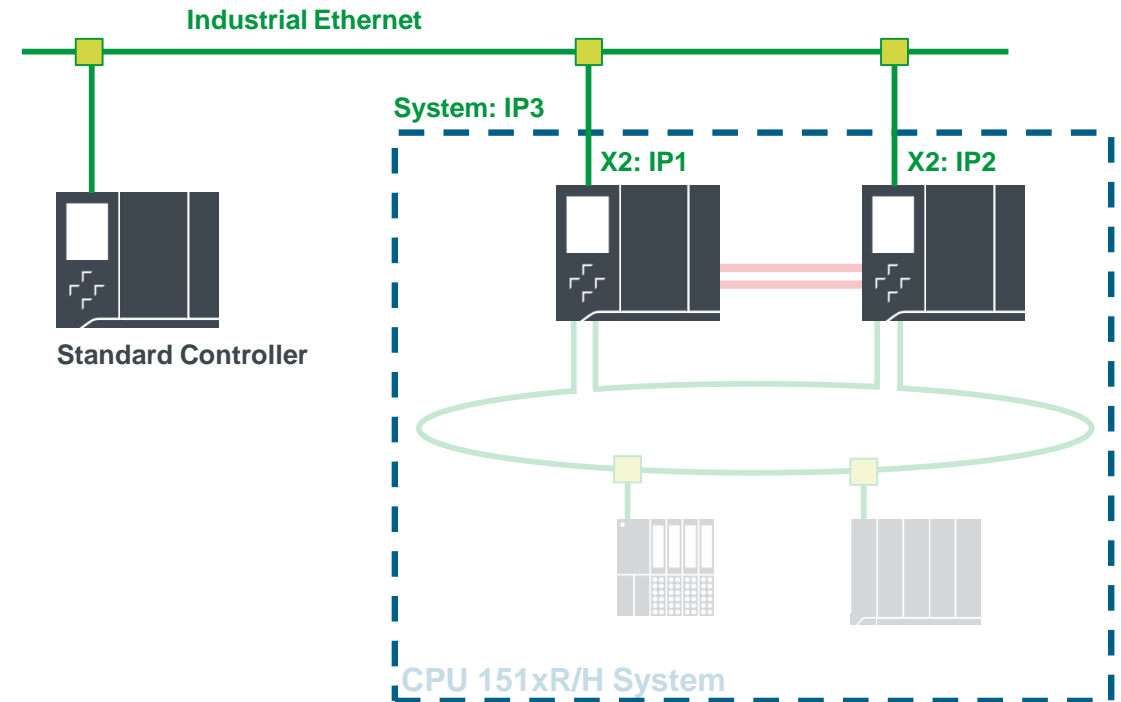 Industrial Ethernet
System: IP3
X2: IP1
X2: IP2
Standard Controller
CPU 151xR/H System